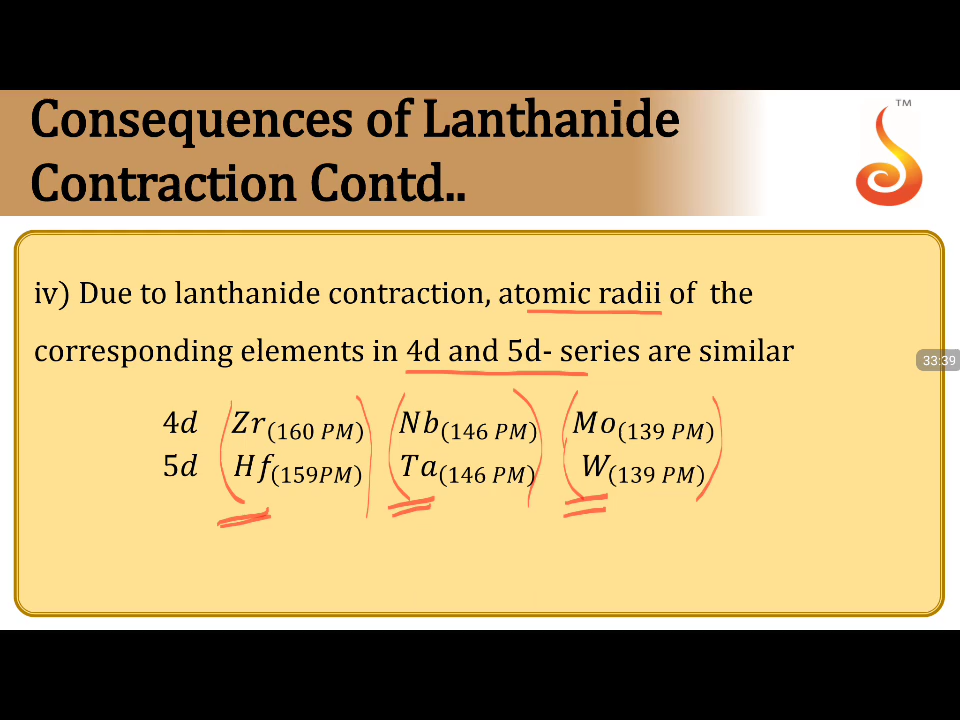 Consequences of Lanthanide
Contraction Contd..
TM
iv) Due to lanthanide contraction, atomic radii of the
corresponding elements in 4d and 5d- series are similar
33:39
4d Zr(160 PM) Nb(146 PM) Mo(139 PM)
5d Hf(159PM) Ta(146 PM) W(139 PM)